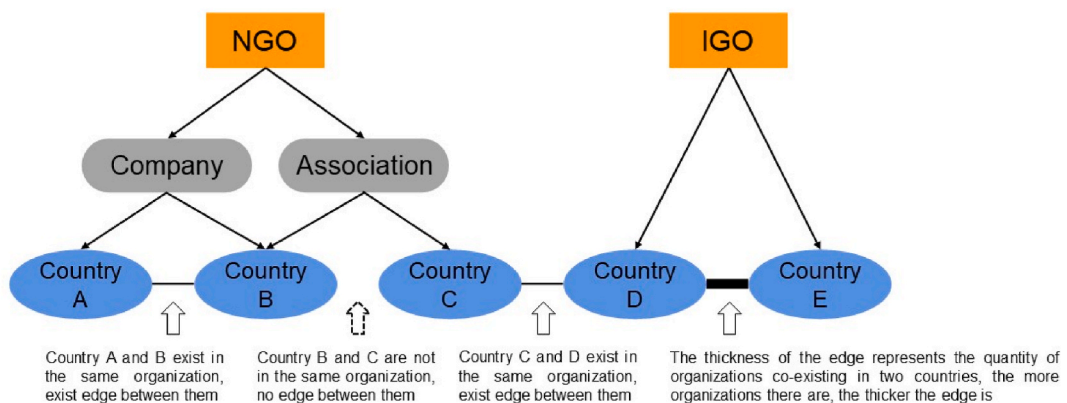 NGO
IGO
Company
Association
Country
A
Country
B
Country
C
Country
D
Country
E
Country A and B exist in
the same organization,
exist edge between them
Country B and C are not
in the same organization,
no edge between them
Country C and D exist in
the same organization,
exist edge between them
The thickness of the edge represents the quantity of
organizations co-existing in two countries, the more
organizations there are, the thicker the edge is